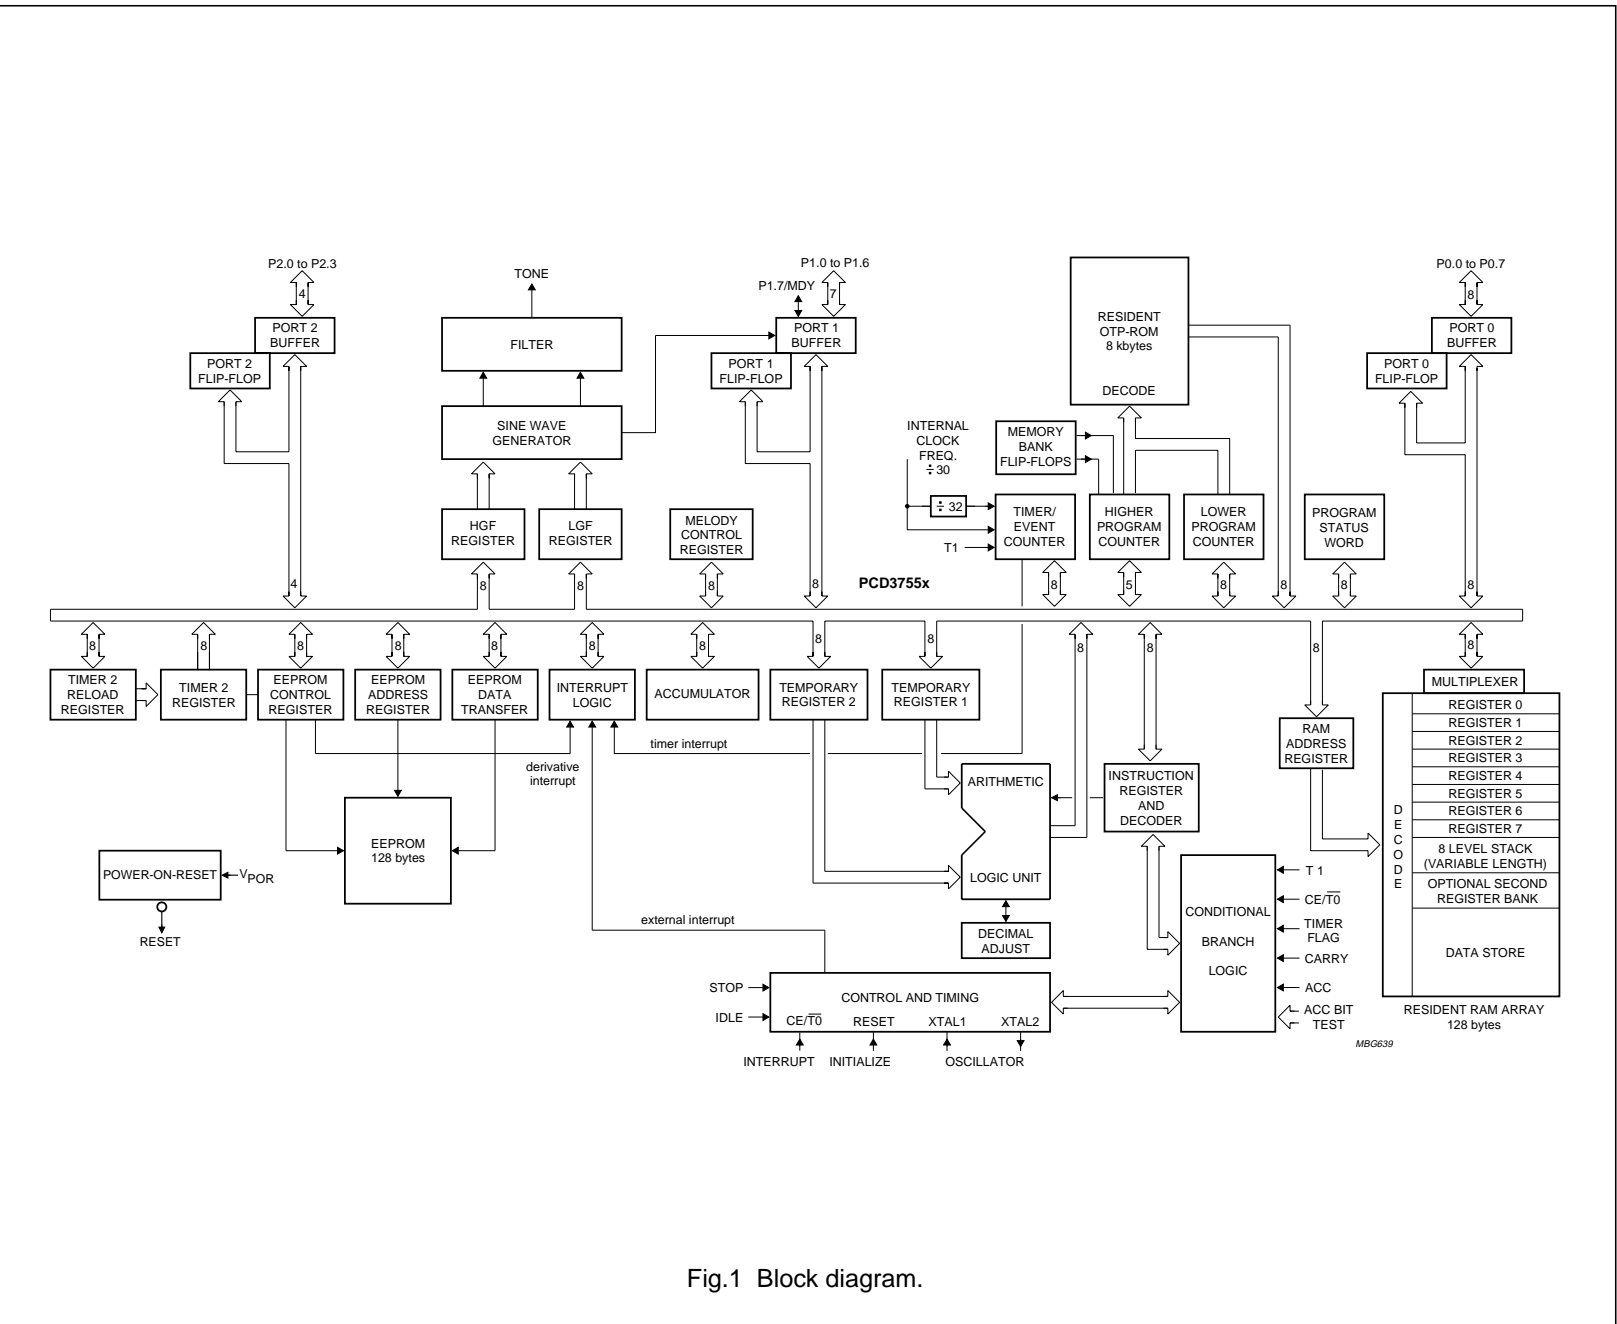 P2.0 to P2.3
4
PORT 2
BUFFER
PORT 2
FLIP-FLOP
4
TONE
FILTER
SINE WAVE
GENERATOR
HGF
REGISTER
8
LGF
REGISTER
8
P1.0 to P1.6
7
P1.7/MDY
PORT 1
BUFFER
PORT 1
FLIP-FLOP
8
MELODY
CONTROL
REGISTER
8
PCD3755x
RESIDENT
OTP-ROM
8 kbytes
DECODE
8
INTERNAL
CLOCK
FREQ.
÷ 30
÷ 32
T1
MEMORY
BANK
FLIP-FLOPS
TIMER/
EVENT
COUNTER
8
HIGHER
PROGRAM
COUNTER
5
LOWER
PROGRAM
COUNTER
8
PROGRAM
STATUS
WORD
8
P0.0 to P0.7
8
PORT 0
BUFFER
PORT 0
FLIP-FLOP
8
8
TIMER 2
RELOAD
REGISTER
8
TIMER 2
REGISTER
8
EEPROM
CONTROL
REGISTER
8
EEPROM
ADDRESS
REGISTER
8
EEPROM
DATA
TRANSFER
8
INTERRUPT
LOGIC
8
ACCUMULATOR
8
TEMPORARY
REGISTER 2
8
TEMPORARY
REGISTER 1
8
8
8
8
MULTIPLEXER
timer interrupt
derivative
interrupt
external interrupt
EEPROM
128 bytes
POWER-ON-RESET
VPOR
RESET
ARITHMETIC
LOGIC UNIT
DECIMAL
ADJUST
INSTRUCTION
REGISTER
AND
DECODER
RAM
ADDRESS
REGISTER
DECODE
REGISTER 0
REGISTER 1
REGISTER 2
REGISTER 3
REGISTER 4
REGISTER 5
REGISTER 6
REGISTER 7
8 LEVEL STACK
(VARIABLE LENGTH)
OPTIONAL SECOND
REGISTER BANK
DATA STORE
RESIDENT RAM ARRAY
128 bytes
CONDITIONAL
BRANCH
LOGIC
T 1
CE/T̅0̅
TIMER
FLAG
CARRY
ACC
ACC BIT
TEST
STOP
IDLE
CONTROL AND TIMING
CE/T̅0̅
RESET
XTAL1
XTAL2
INTERRUPT
INITIALIZE
OSCILLATOR
MBG639
Fig.1 Block diagram.